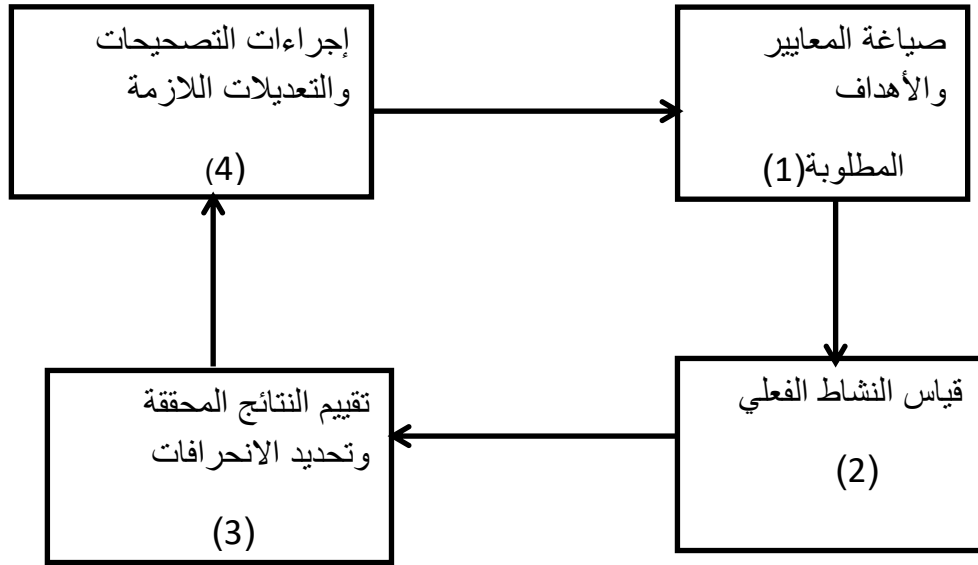 صياغة المعايير
والأهداف
المطلوبة(1)
قياس النشاط الفعلي
(2)
تقييم النتائج المحققة
وتحديد الانحرافات
(3)
إجراءات التصحيحات
والتعديلات اللازمة
(4)